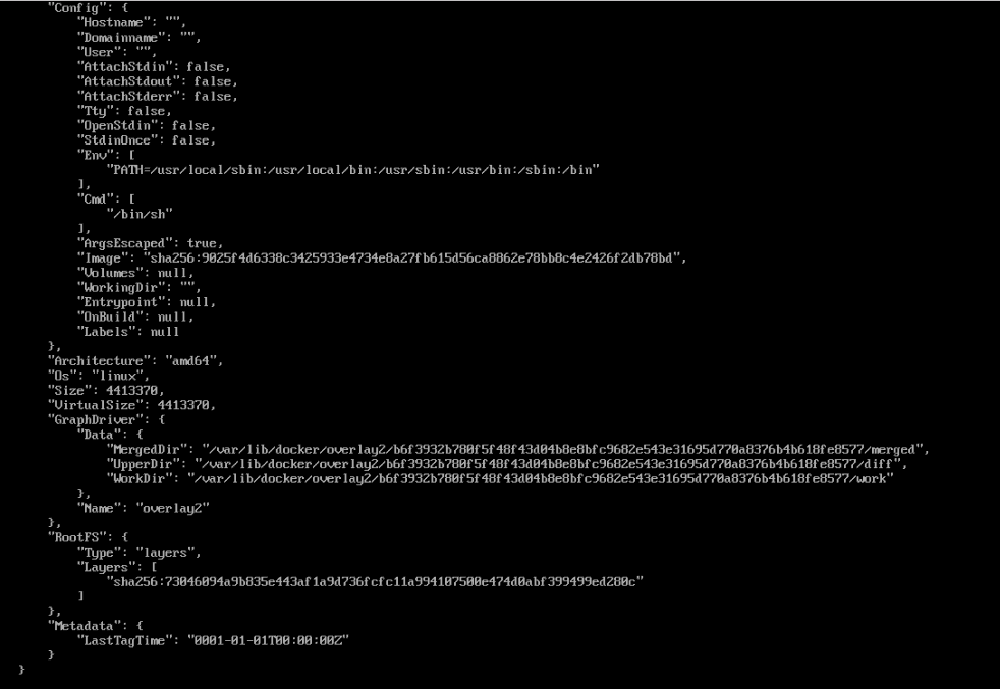 "Config": {
"Hostname": "",
"Domainname": "",
"User": "",
"AttachStdin": false,
"AttachStdout": false,
"AttachStderr": false,
"Tty": false,
"OpenStdin": false,
"StdinOnce": false,
"Env": [
"PATH=/usr/local/sbin:/usr/local/bin:/usr/sbin:/usr/bin:/sbin:/bin"
],
"Cmd": [
"/bin/sh"
],
"ArgsEscaped": true,
"Image": "sha256:9025f4d6338c3425933e4734e8a27fb615d56ca8862e78bb8c4e2426f2db78bd",
"Volumes": null,
"WorkingDir": "",
"Entrypoint": null,
"OnBuild": null,
"Labels": null
},
"Architecture": "amd64",
"Os": "linux",
"Size": 4413370,
"VirtualSize": 4413370,
"GraphDriver": {
"Data": {
"MergedDir": "/var/lib/docker/overlay2/b6f3932b780f5f48f43d04b8e8bfc9682e543e31695d770a8376b4b618fe8577/merged",
"UpperDir": "/var/lib/docker/overlay2/b6f3932b780f5f48f43d04b8e8bfc9682e543e31695d770a8376b4b618fe8577/diff",
"WorkDir": "/var/lib/docker/overlay2/b6f3932b780f5f48f43d04b8e8bfc9682e543e31695d770a8376b4b618fe8577/work"
},
"Name": "overlay2"
},
"RootFS": {
"Type": "layers",
"Layers": [
"sha256:73046094a9b835e443af1a9d736fcfc11a994107500e474d0abf399499ed280c"
]
},
"Metadata": {
"LastTagTime": "0001-01-01T00:00:00Z"
}
}